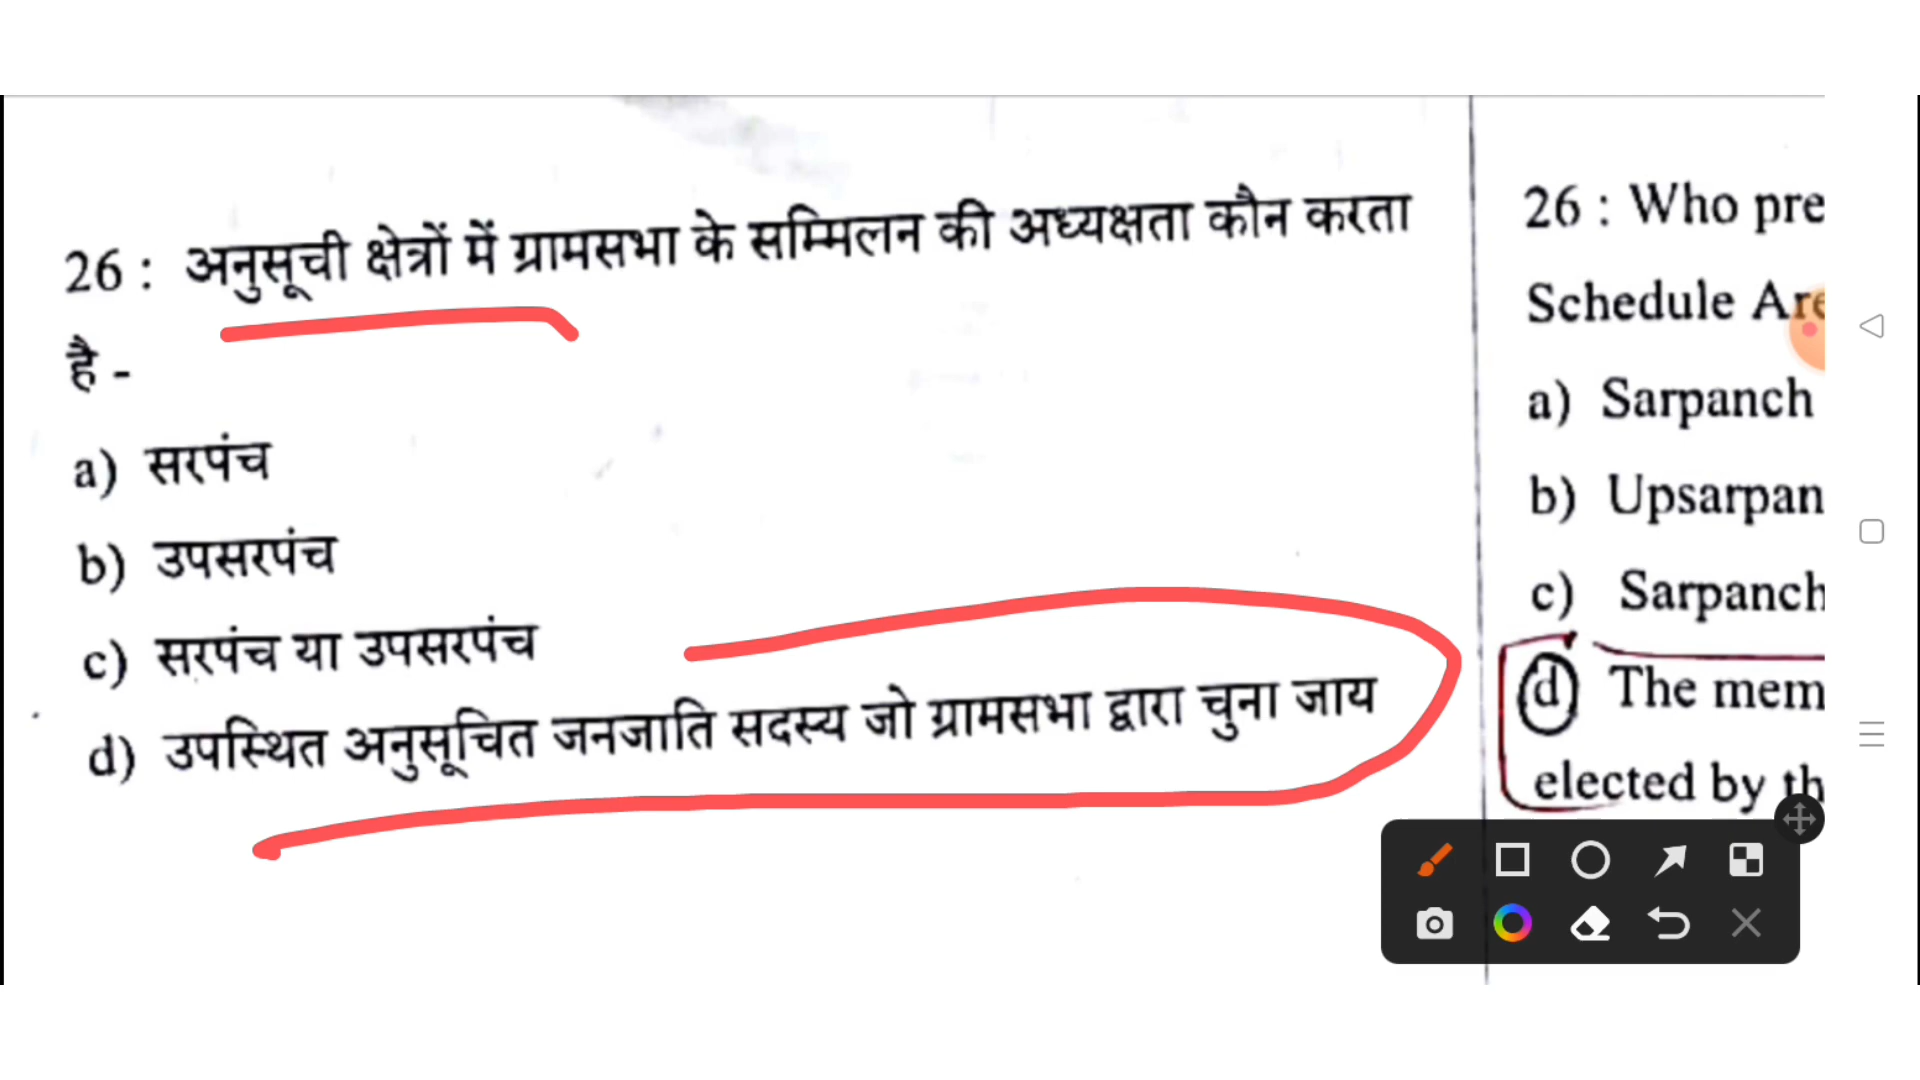 26 : अनुसूची क्षेत्रों में ग्रामसभा के सम्मिलन की अध्यक्षता कौन करता
है -
a) सरपंच
b) उपसरपंच
c) सरपंच या उपसरपंच
d) उपस्थित अनुसूचित जनजाति सदस्य जो ग्रामसभा द्वारा चुना जाय
26 : Who pre
Schedule Are
a) Sarpanch
b) Upsarpan
c) Sarpanch
d) The mem
elected by th